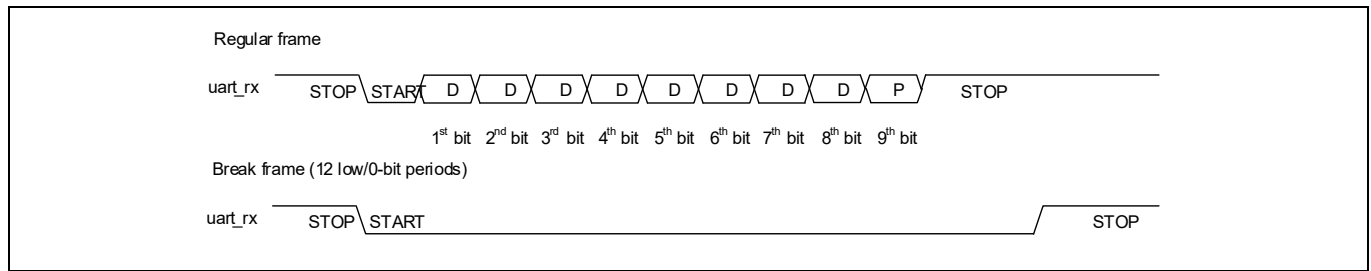 Regular frame
uart_rx STOP START D D D D D D D D P STOP
1st bit 2nd bit 3rd bit 4th bit 5th bit 6th bit 7th bit 8th bit 9th bit
Break frame (12 low/0-bit periods)
uart_rx STOP START STOP